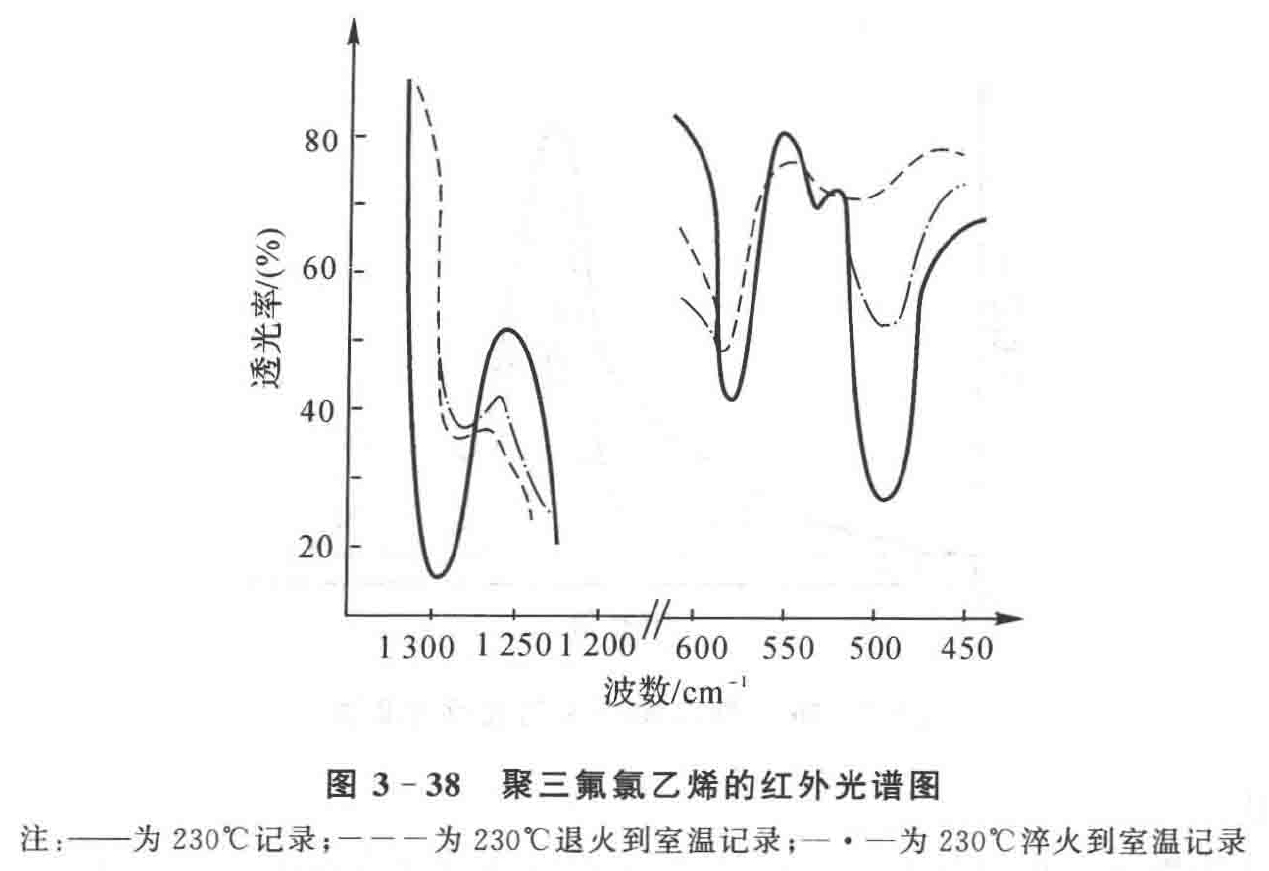 80
60
40
20
透光率/(%)
1 300 1 250 1 200 600 550 500 450
波数/cm⁻¹
图 3-38 聚三氟氯乙烯的红外光谱图
注:——为 230℃记录;———为 230℃退火到室温记录;—·—为 230℃淬火到室温记录